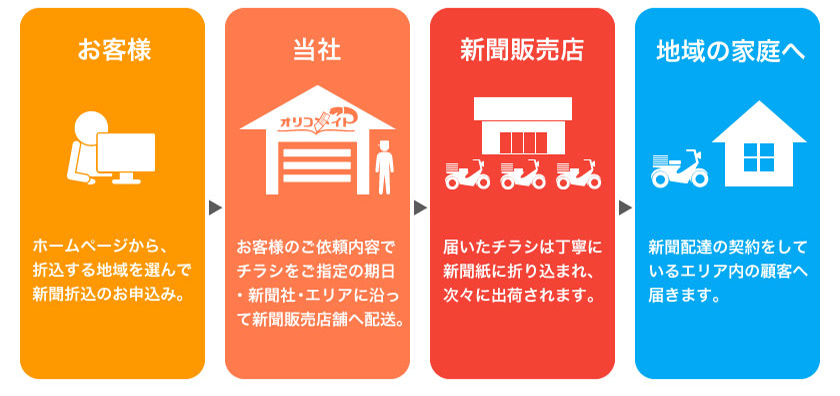 お客様
ホームページから、
折込する地域を選んで
新聞折込のお申込み。
当社
オリコメイト
お客様のご依頼内容で
チラシをご指定の期日
・新聞社・エリアに沿っ
て新聞販売店舗へ配送。
新聞販売店
届いたチラシは丁寧に
新聞紙に折り込まれ、
次々に出荷されます。
地域の家庭へ
新聞配達の契約をして
いるエリア内の顧客へ
届きます。